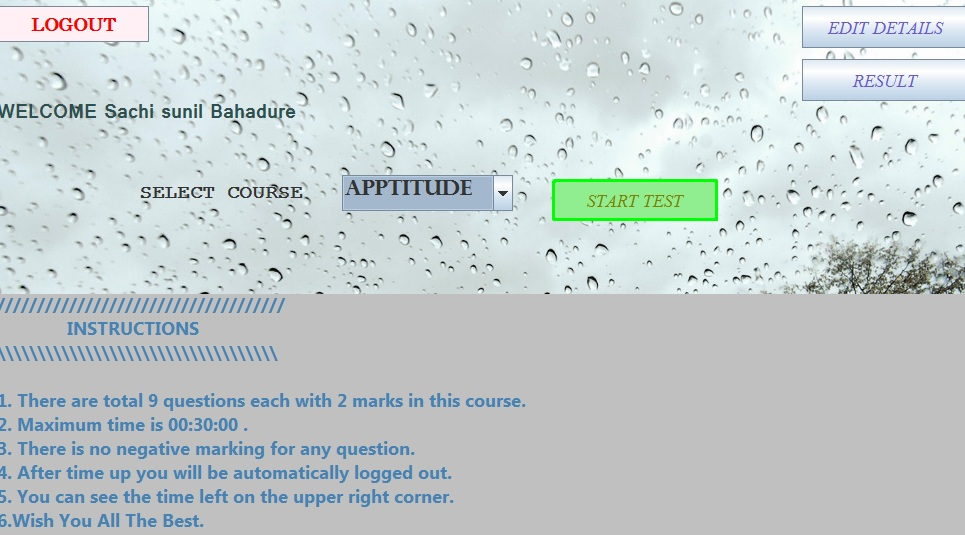 LOGOUT
EDIT DETAILS
RESULT
WELCOME Sachi sunil Bahadure
SELECT COURSE
APPTITUDE
START TEST
////////////////////////////////////
INSTRUCTIONS
\\\\\\\\\\\\\\\\\\\\\\\\\\\\\\\\\\\\
1. There are total 9 questions each with 2 marks in this course.
2. Maximum time is 00:30:00 .
3. There is no negative marking for any question.
4. After time up you will be automatically logged out.
5. You can see the time left on the upper right corner.
6.Wish You All The Best.